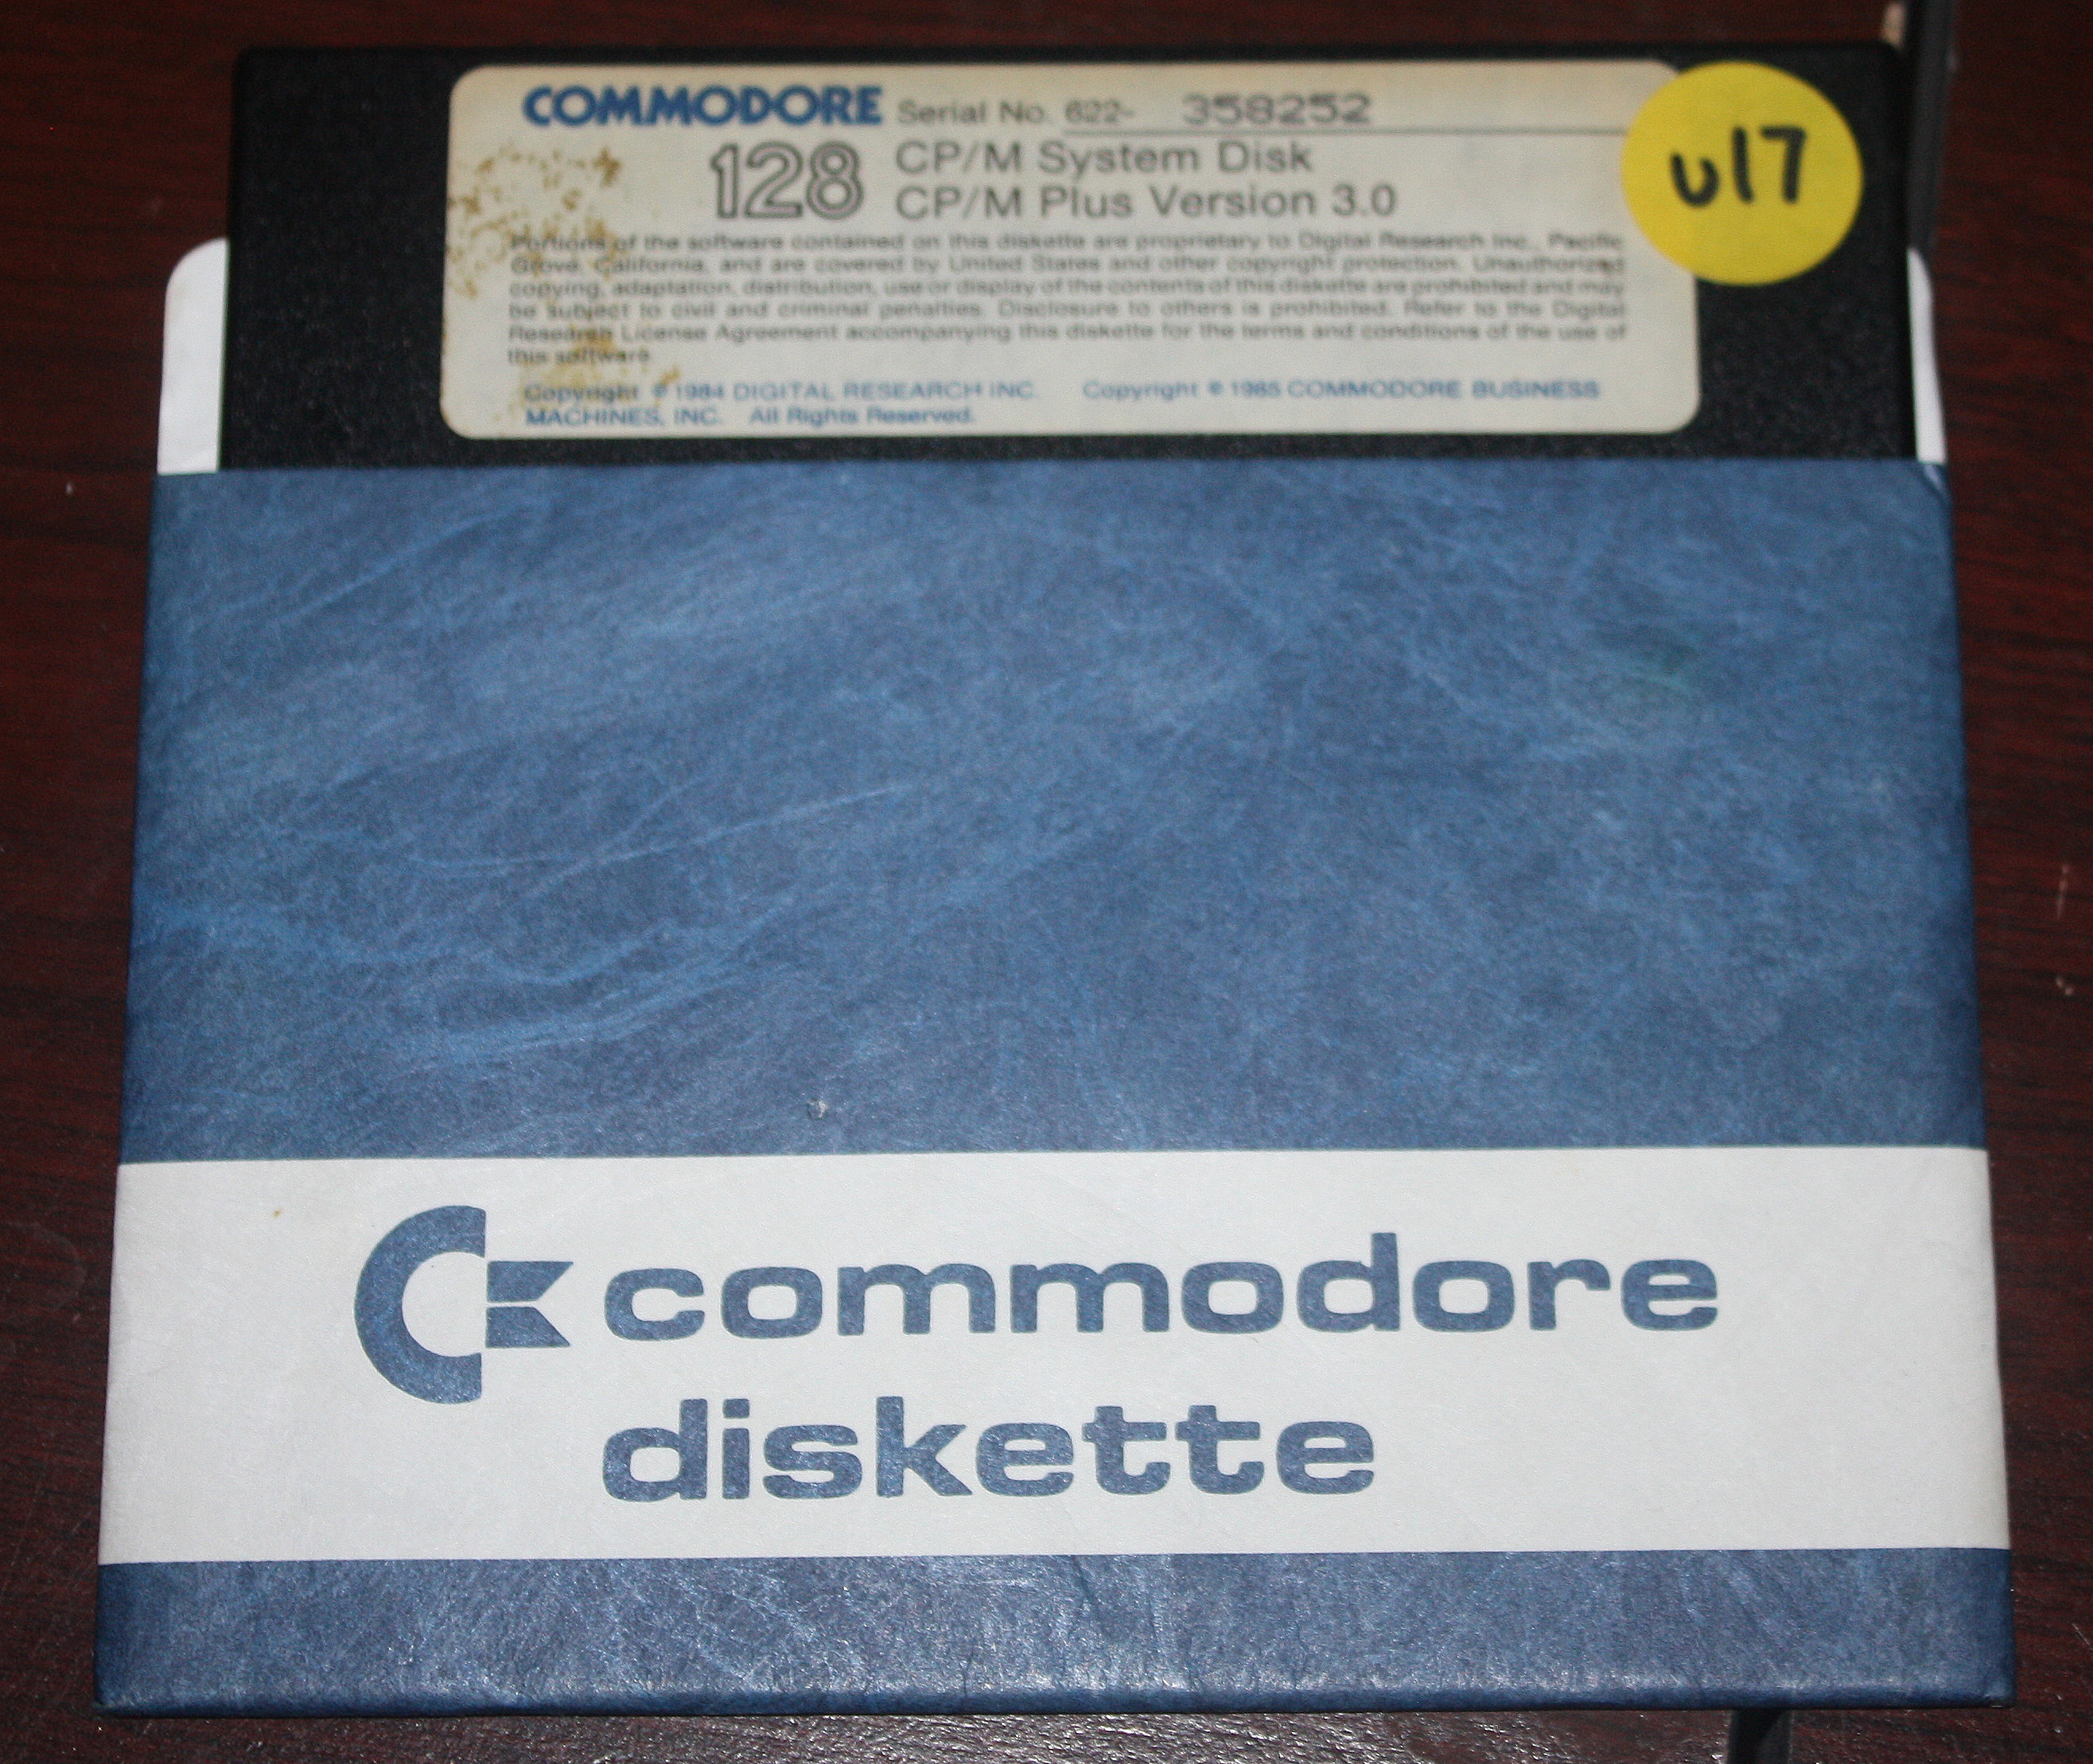 COMMODORE Serial No. 622- 358252
128 CP/M System Disk
CP/M Plus Version 3.0
u17
Portions of the software contained on this diskette are proprietary to Digital Research Inc., Pacific
Grove, California, and are covered by United States and other copyright protection. Unauthorized
copying, adaptation, distribution, use or display of the contents of this diskette are prohibited and may
be subject to civil and criminal penalties. Disclosure to others is prohibited. Refer to the Digital
Research License Agreement accompanying this diskette for the terms and conditions of the use of
this software.
Copyright © 1984 DIGITAL RESEARCH INC. Copyright © 1985 COMMODORE BUSINESS
MACHINES, INC. All Rights Reserved.
commodore
diskette